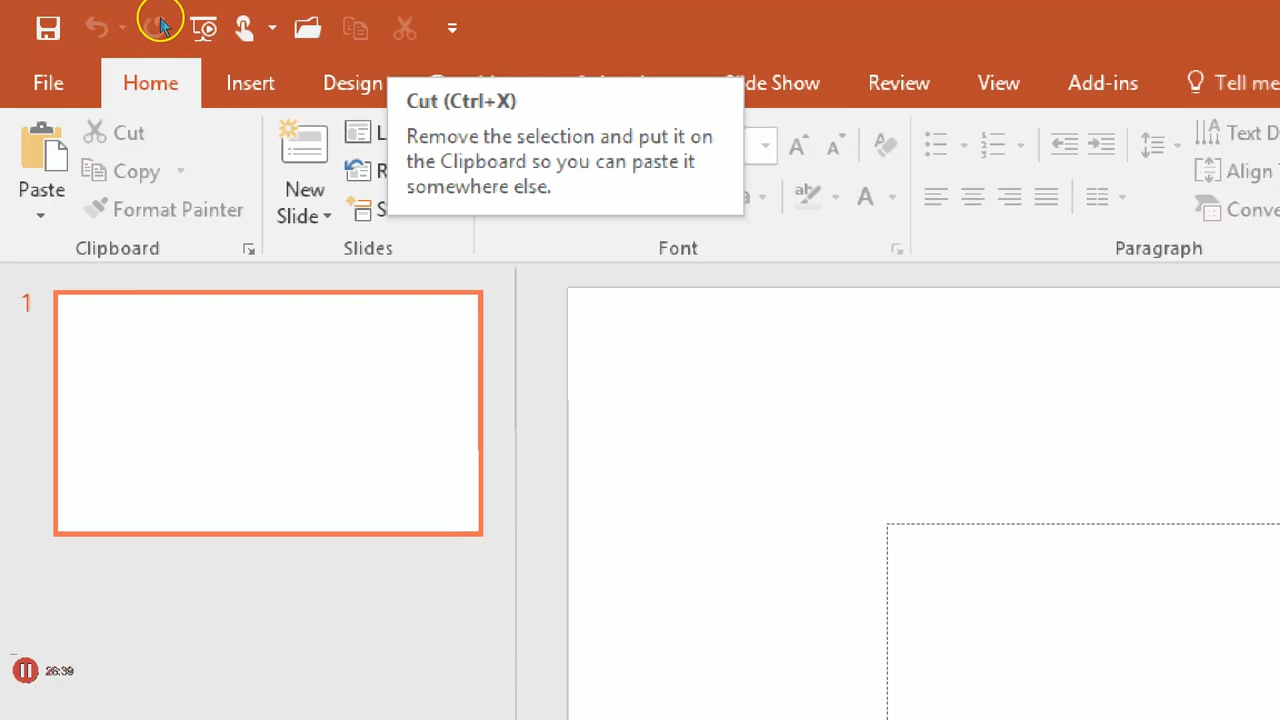 File Home Insert Design Slide Show Review View Add-ins Tell me
Cut (Ctrl+X)
Remove the selection and put it on
the Clipboard so you can paste it
somewhere else.
Cut
Copy
Format Painter
Paste
New
Slide
L
R
S
Text D
Align
Conve
Clipboard Slides Font Paragraph
1
26:39